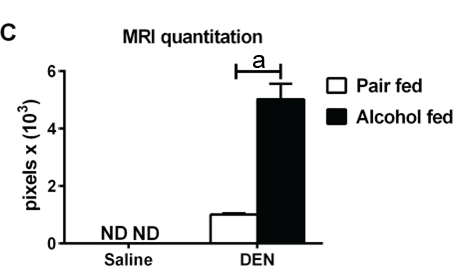 C
MRI quantitation
a
Pair fed
Alcohol fed
pixels x (10³)
6
4
2
0
ND ND
Saline
DEN